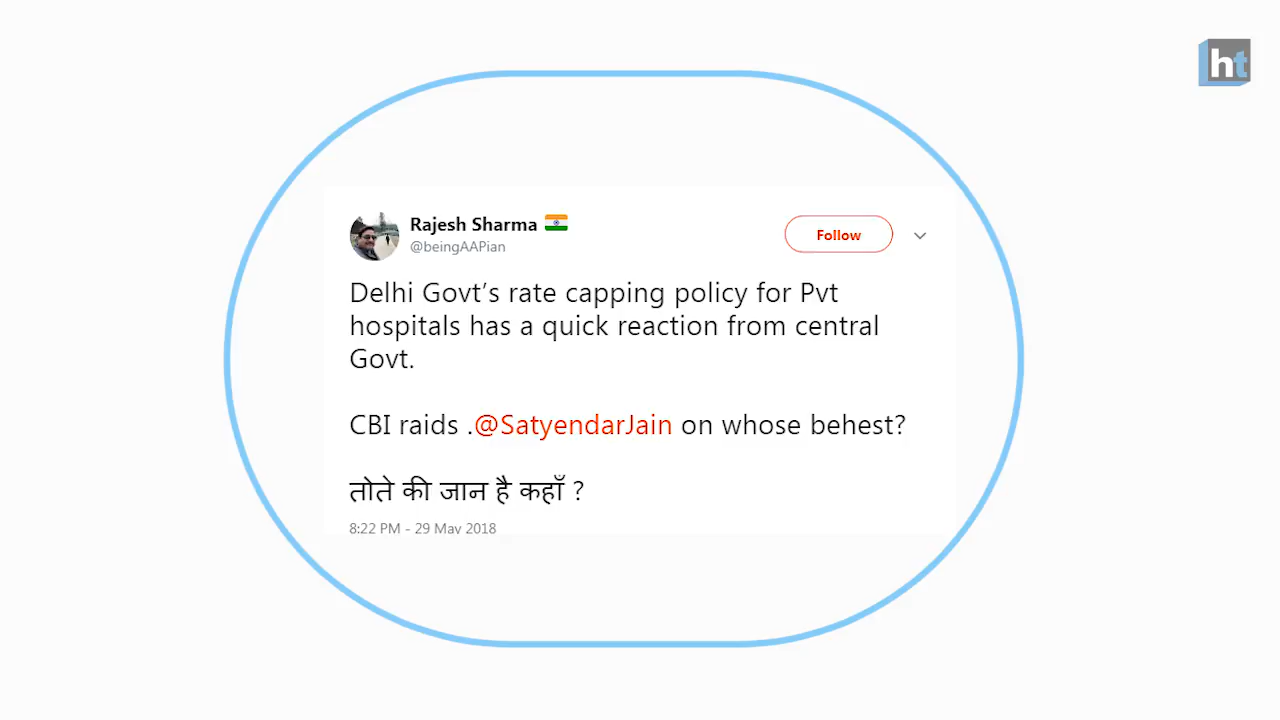 ht
Rajesh Sharma
@beingAAPian
Follow
Delhi Govt’s rate capping policy for Pvt
hospitals has a quick reaction from central
Govt.
CBI raids .@SatyendarJain on whose behest?
तोते की जान है कहाँ ?
8:22 PM - 29 May 2018